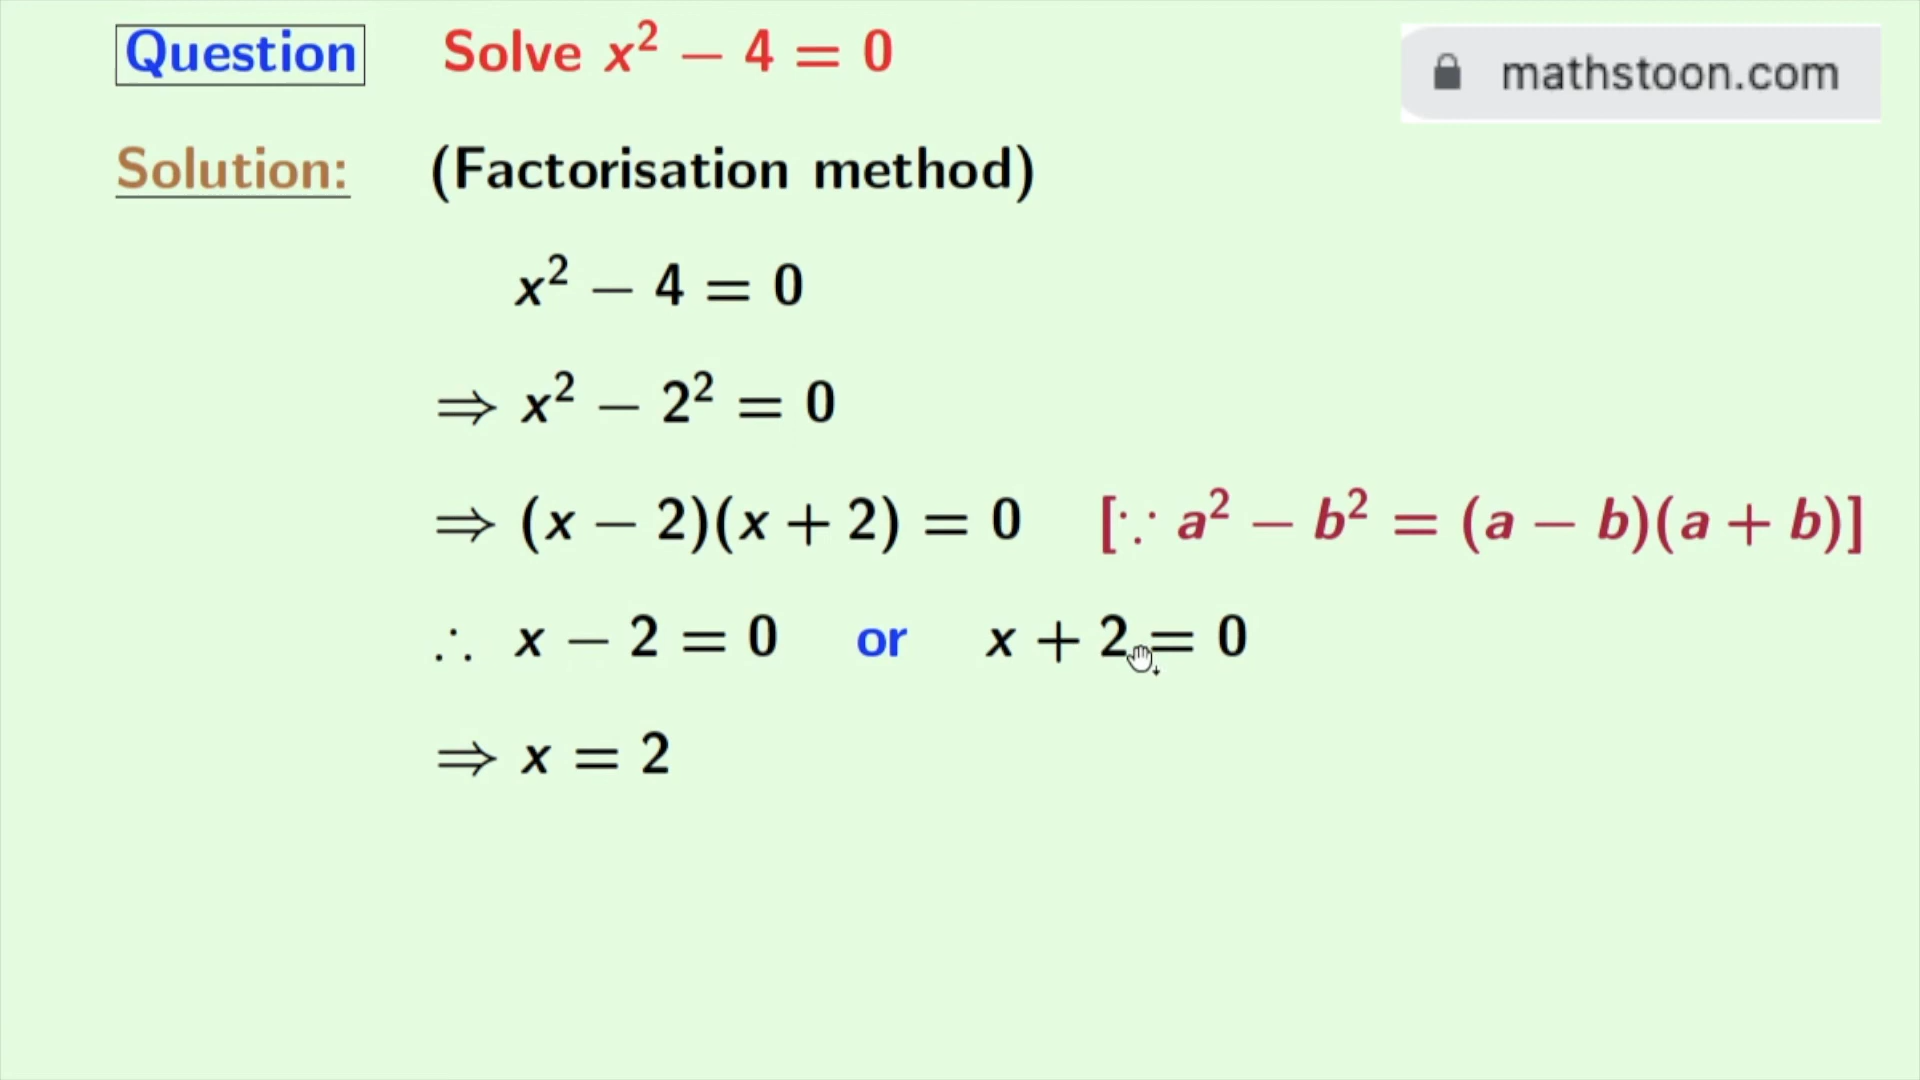 Question Solve x² − 4 = 0
mathstoon.com
Solution: (Factorisation method)
x² − 4 = 0
⇒ x² − 2² = 0
⇒ (x − 2)(x + 2) = 0 [∵ a² − b² = (a − b)(a + b)]
∴ x − 2 = 0 or x + 2 = 0
⇒ x = 2